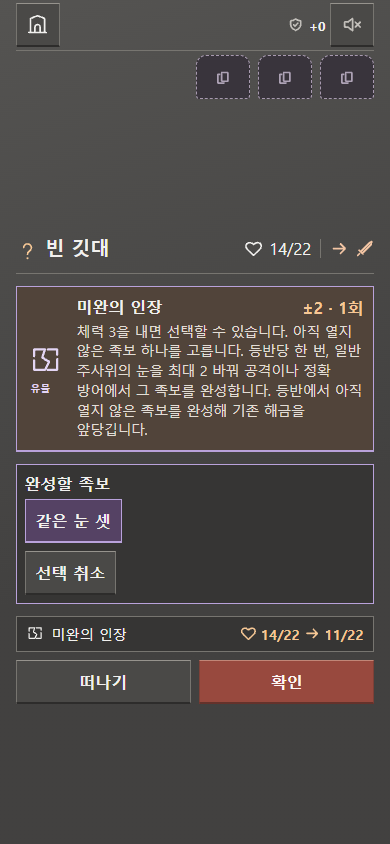 +0
? 빈 깃대 14/22
미완의 인장 ±2 · 1회
체력 3을 내면 선택할 수 있습니다. 아직 열지
않은 족보 하나를 고릅니다. 등반당 한 번, 일반
주사위의 눈을 최대 2 바꿔 공격이나 정확
방어에서 그 족보를 완성합니다. 등반에서 아직
열지 않은 족보를 완성해 기존 해금을
앞당깁니다.
유물
완성할 족보
같은 눈 셋
선택 취소
미완의 인장 14/22 → 11/22
떠나기 확인